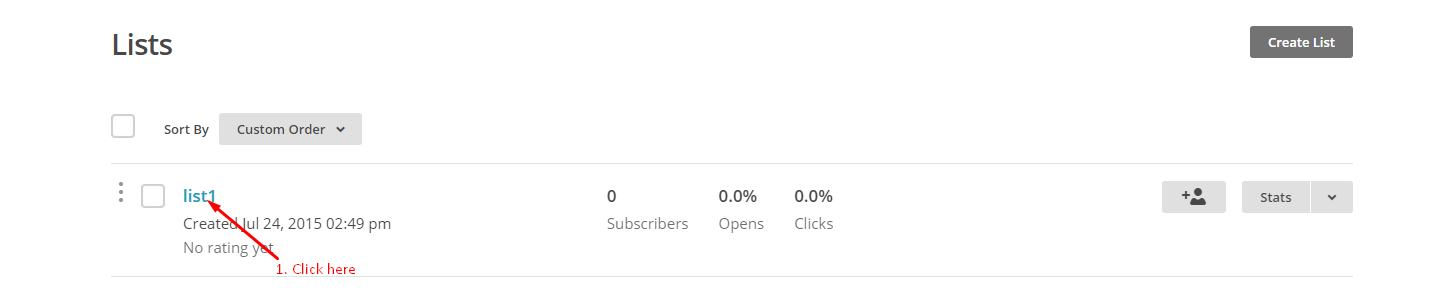 Lists
Create List
Sort By Custom Order
list1 0 0.0% 0.0% Stats
Created Jul 24, 2015 02:49 pm Subscribers Opens Clicks
No rating yet
1. Click here